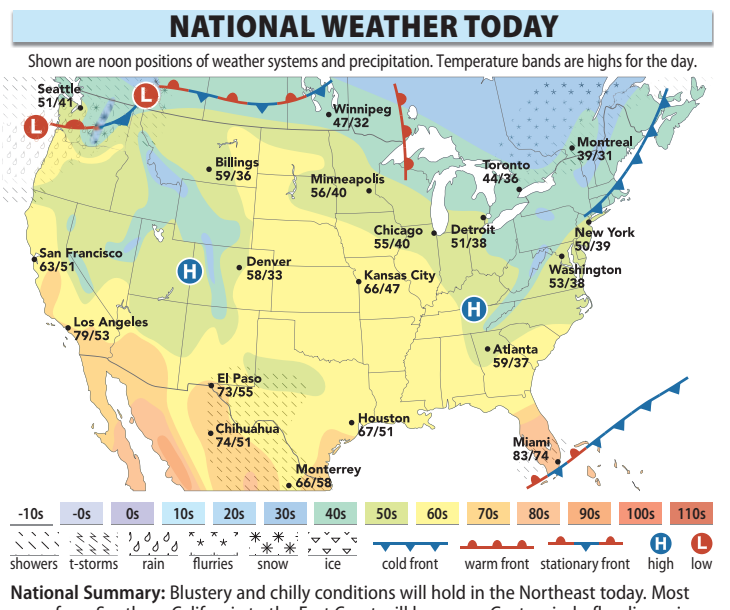 NATIONAL WEATHER TODAY
Shown are noon positions of weather systems and precipitation. Temperature bands are highs for the day.
Seattle
51/41
L
L
Winnipeg
47/32
Montreal
39/31
Billings
59/36
Minneapolis
56/40
Toronto
44/36
Chicago
55/40
Detroit
51/38
New York
50/39
San Francisco
63/51
H
Denver
58/33
Kansas City
66/47
Washington
53/38
H
Los Angeles
79/53
Atlanta
59/37
El Paso
73/55
Chihuahua
74/51
Houston
67/51
Miami
83/74
Monterrey
66/58
-10s -0s 0s 10s 20s 30s 40s 50s 60s 70s 80s 90s 100s 110s
H L
showers t-storms rain flurries snow ice cold front warm front stationary front high low
National Summary: Blustery and chilly conditions will hold in the Northeast today. Most